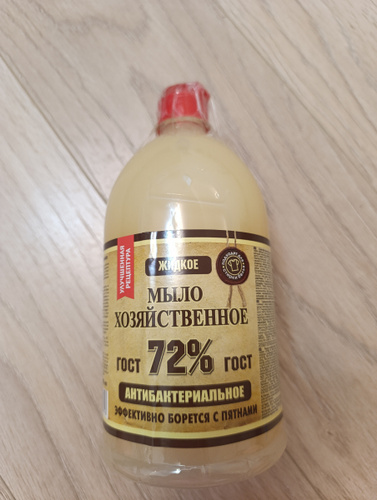 УЛУЧШЕННАЯ
РЕЦЕПТУРА
ЖИДКОЕ
МЫЛО
ХОЗЯЙСТВЕННОЕ
ГОСТ 72% ГОСТ
АНТИБАКТЕРИАЛЬНОЕ
ЭФФЕКТИВНО БОРЕТСЯ С ПЯТНАМИ